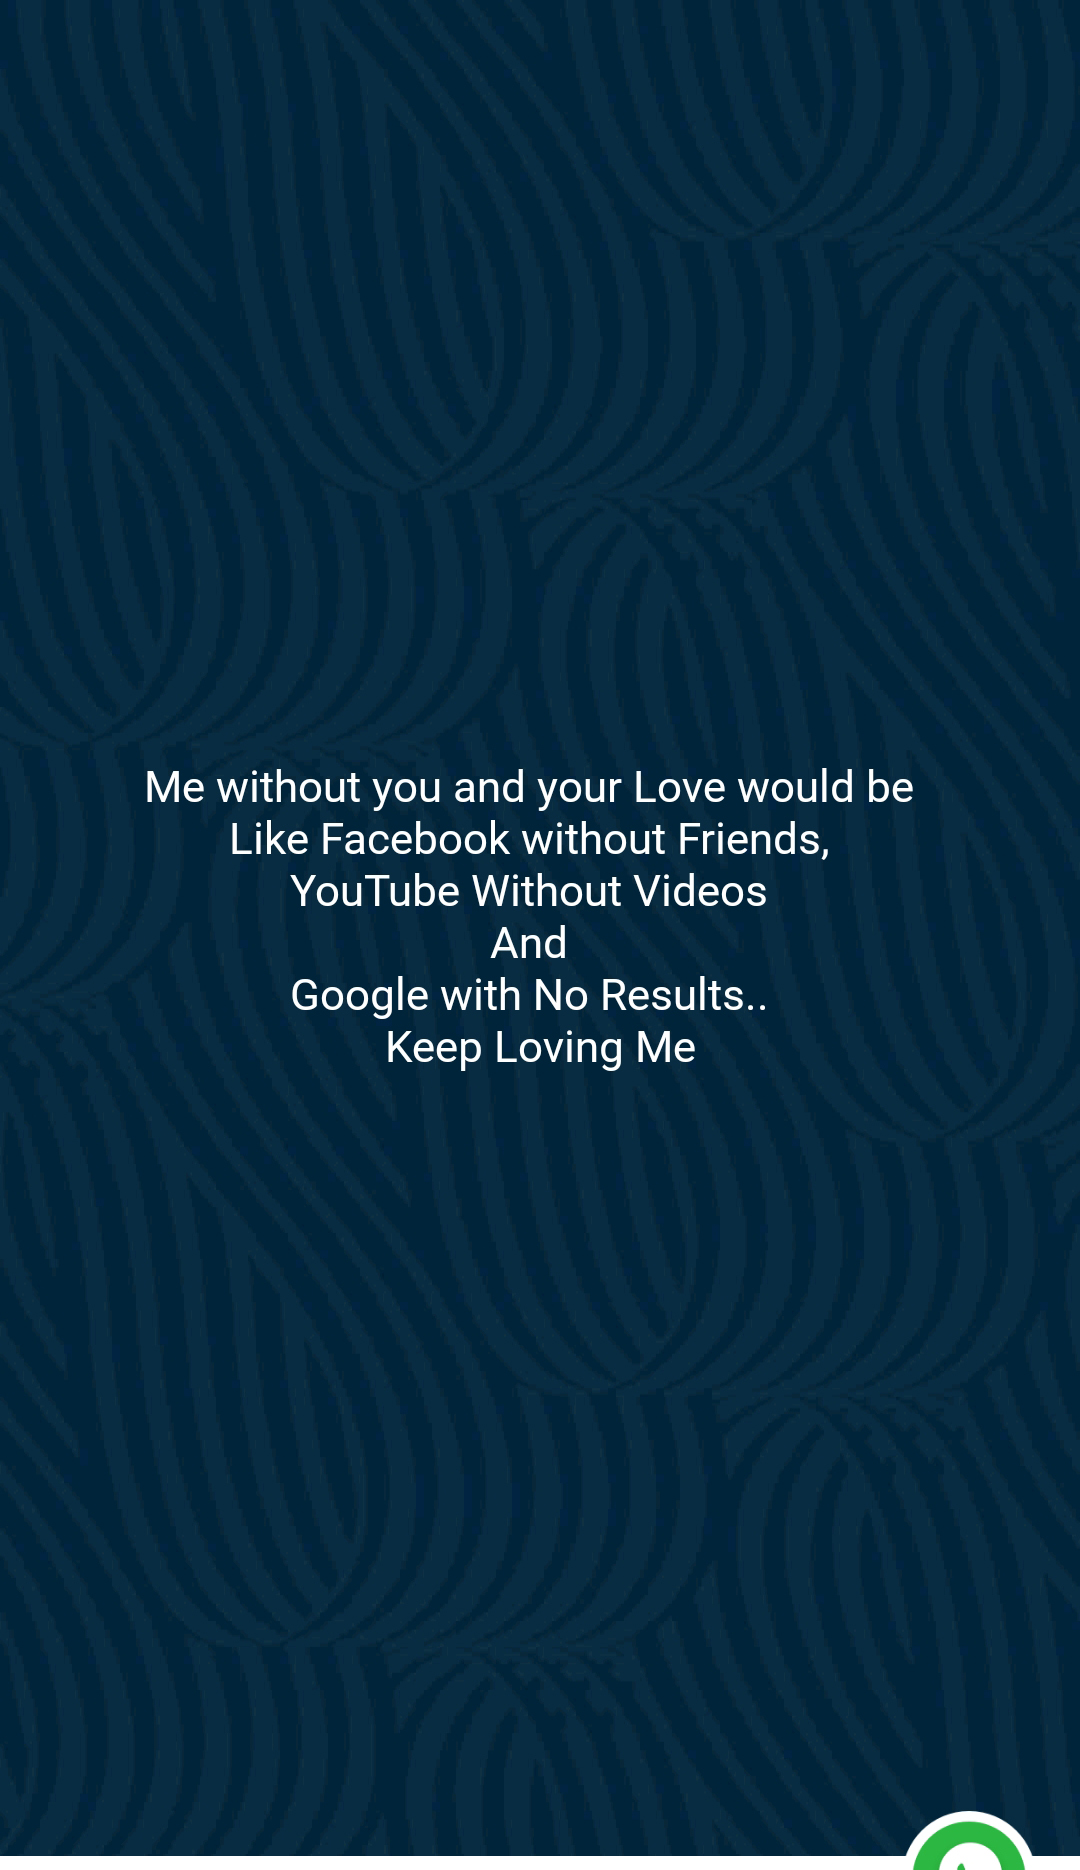 Me without you and your Love would be
Like Facebook without Friends,
YouTube Without Videos
And
Google with No Results..
Keep Loving Me